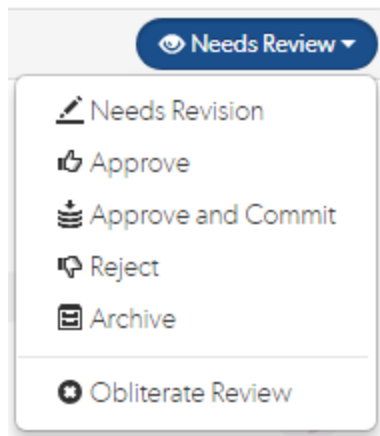 Needs Review
Needs Revision
Approve
Approve and Commit
Reject
Archive
Obliterate Review